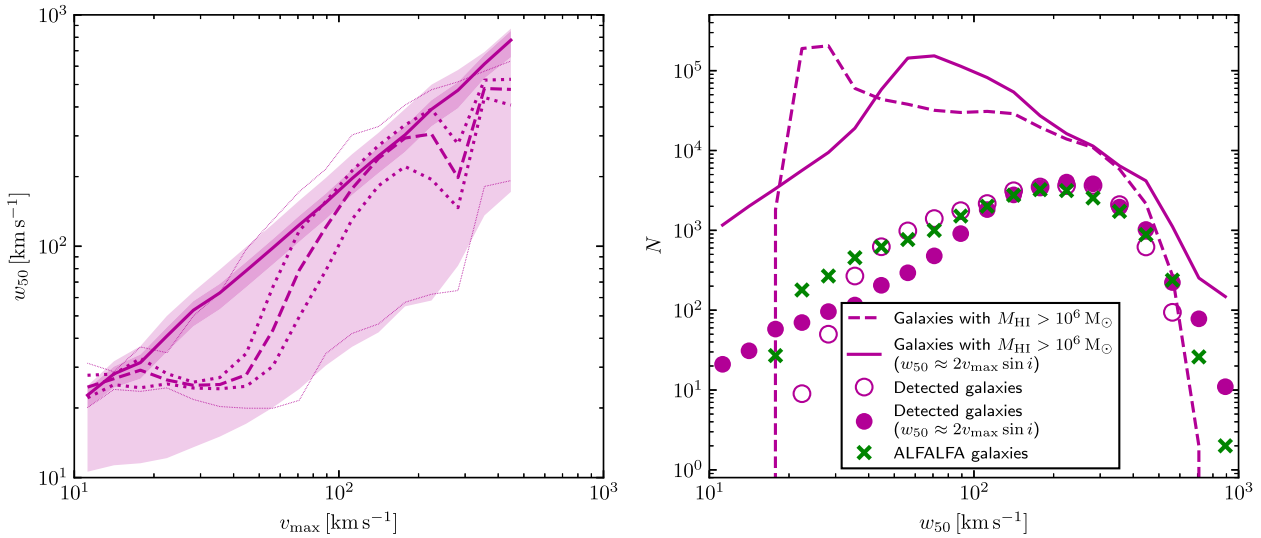 10³
10²
10¹
w₅₀ [km s⁻¹]
10¹
10²
10³
v_max [km s⁻¹]
10⁵
10⁴
10³
10²
10¹
10⁰
N
Galaxies with M_HI > 10⁶ M_⊙
Galaxies with M_HI > 10⁶ M_⊙
(w₅₀ ≈ 2v_max sin i)
Detected galaxies
Detected galaxies
(w₅₀ ≈ 2v_max sin i)
ALFALFA galaxies
10¹
10²
10³
w₅₀ [km s⁻¹]